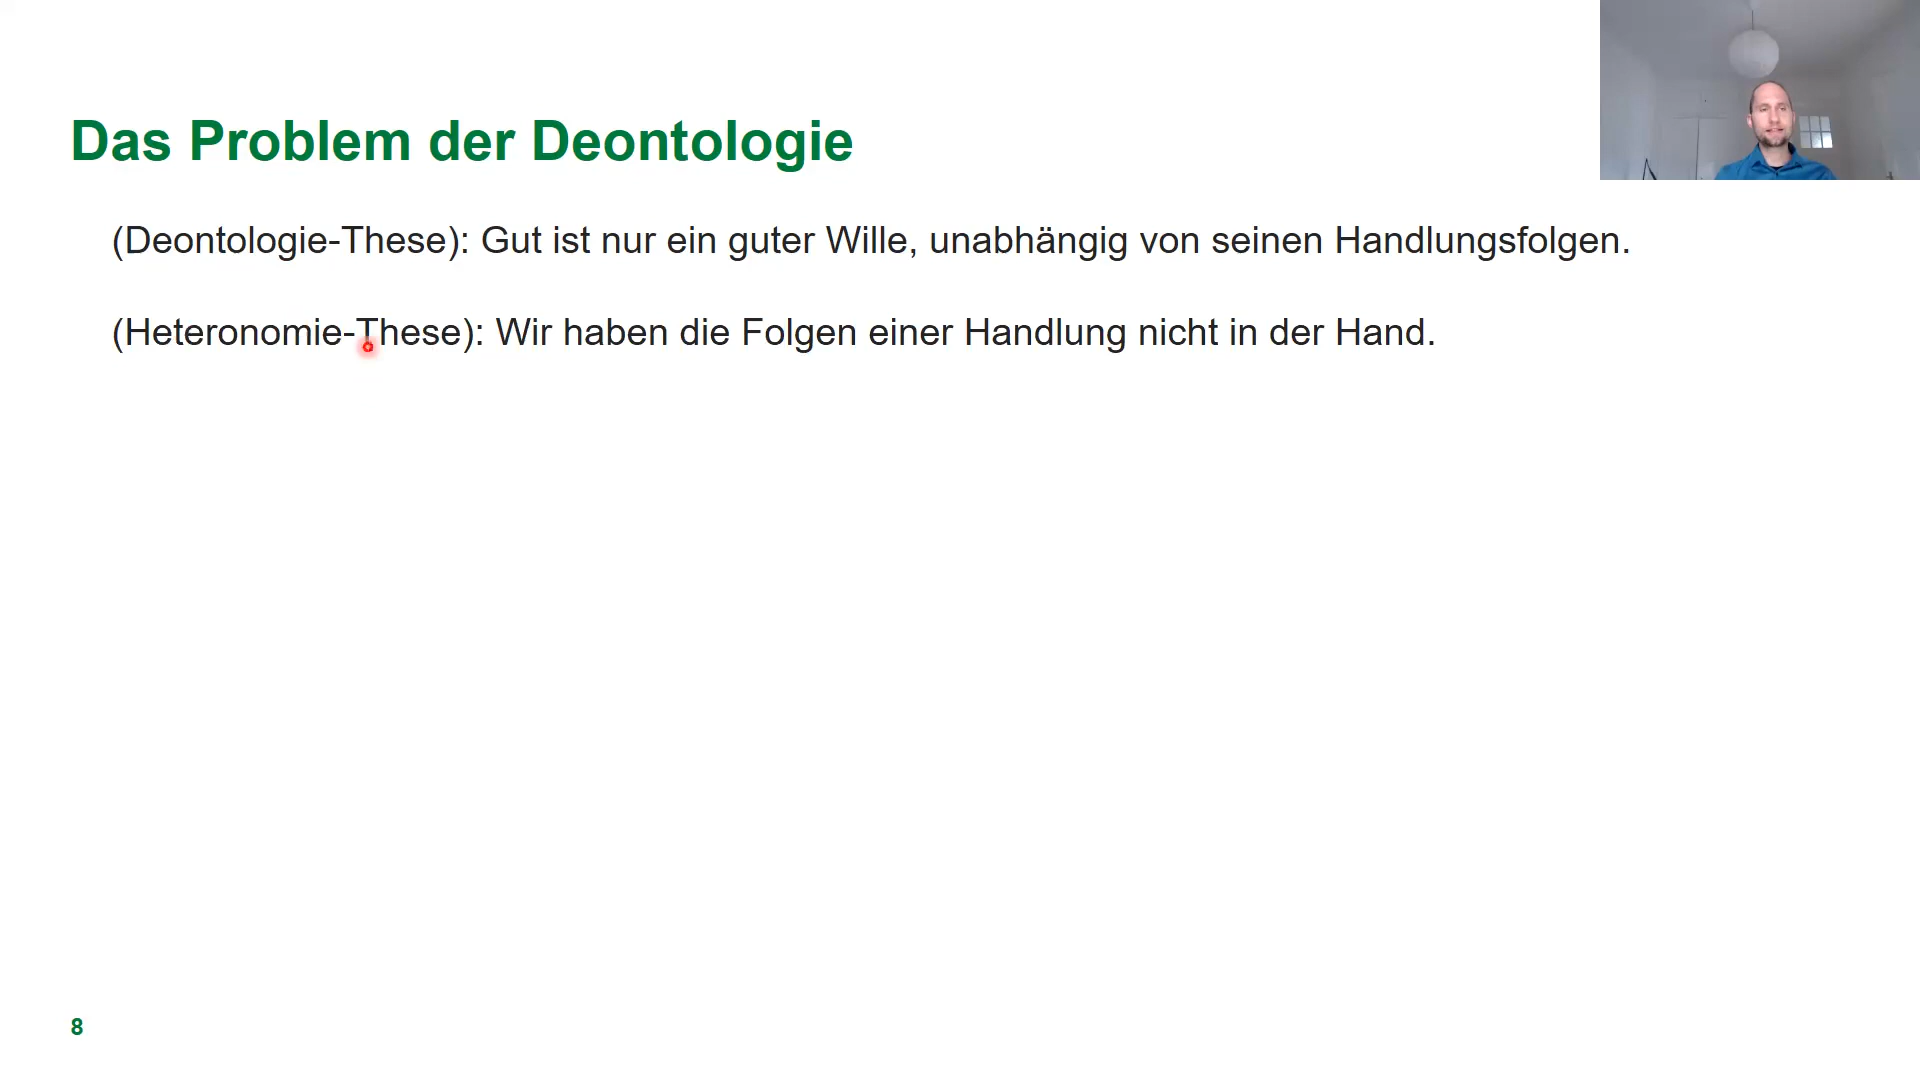 Das Problem der Deontologie
(Deontologie-These): Gut ist nur ein guter Wille, unabhängig von seinen Handlungsfolgen.
(Heteronomie-These): Wir haben die Folgen einer Handlung nicht in der Hand.
8